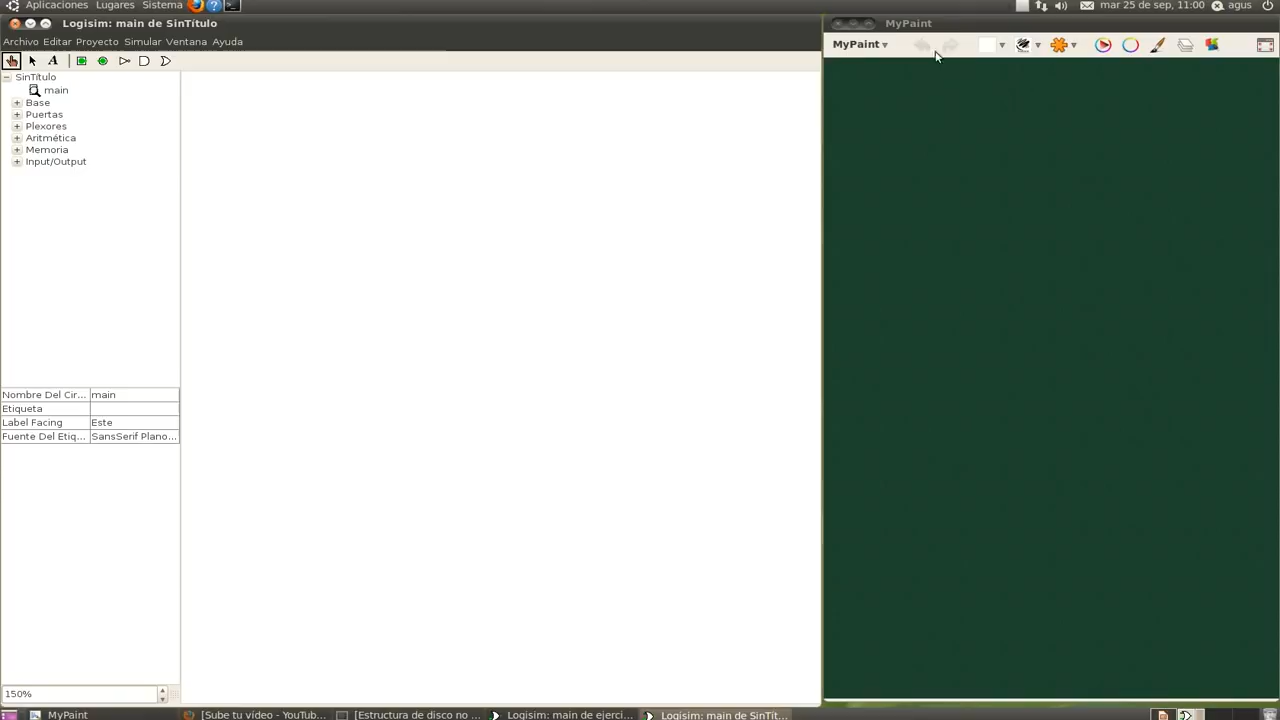 Aplicaciones Lugares Sistema mar 25 de sep, 11:00 agus
Logisim: main de SinTítulo
MyPaint
Archivo Editar Proyecto Simular Ventana Ayuda
MyPaint
A
SinTítulo
main
Base
Puertas
Plexores
Aritmética
Memoria
Input/Output
Nombre Del Cir... main
Etiqueta
Label Facing Este
Fuente Del Etiq... SansSerif Plano...
150%
MyPaint [Sube tu vídeo - YouTub... [Estructura de disco no ... Logisim: main de ejerci... Logisim: main de SinTít...